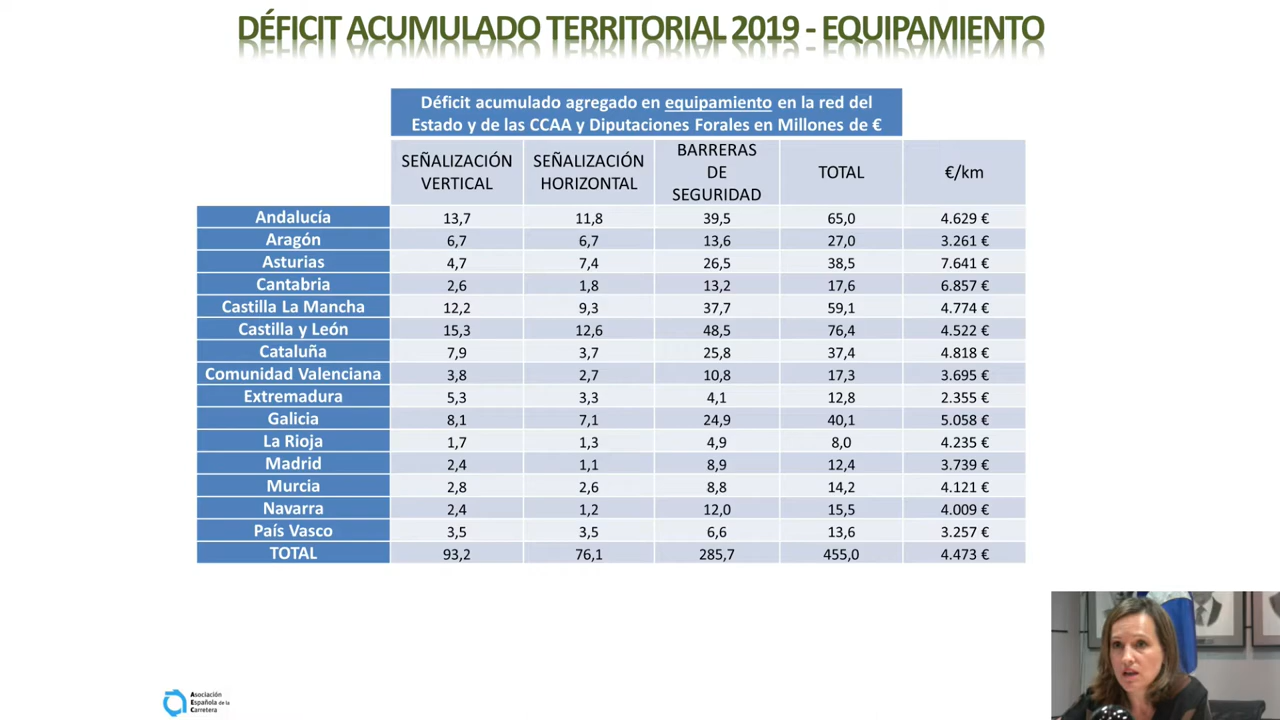 DÉFICIT ACUMULADO TERRITORIAL 2019 - EQUIPAMIENTO
Déficit acumulado agregado en equipamiento en la red del
Estado y de las CCAA y Diputaciones Forales en Millones de €
SEÑALIZACIÓN VERTICAL SEÑALIZACIÓN HORIZONTAL BARRERAS DE SEGURIDAD TOTAL €/km
Andalucía 13,7 11,8 39,5 65,0 4.629 €
Aragón 6,7 6,7 13,6 27,0 3.261 €
Asturias 4,7 7,4 26,5 38,5 7.641 €
Cantabria 2,6 1,8 13,2 17,6 6.857 €
Castilla La Mancha 12,2 9,3 37,7 59,1 4.774 €
Castilla y León 15,3 12,6 48,5 76,4 4.522 €
Cataluña 7,9 3,7 25,8 37,4 4.818 €
Comunidad Valenciana 3,8 2,7 10,8 17,3 3.695 €
Extremadura 5,3 3,3 4,1 12,8 2.355 €
Galicia 8,1 7,1 24,9 40,1 5.058 €
La Rioja 1,7 1,3 4,9 8,0 4.235 €
Madrid 2,4 1,1 8,9 12,4 3.739 €
Murcia 2,8 2,6 8,8 14,2 4.121 €
Navarra 2,4 1,2 12,0 15,5 4.009 €
País Vasco 3,5 3,5 6,6 13,6 3.257 €
TOTAL 93,2 76,1 285,7 455,0 4.473 €
Asociación
Española de la
Carretera